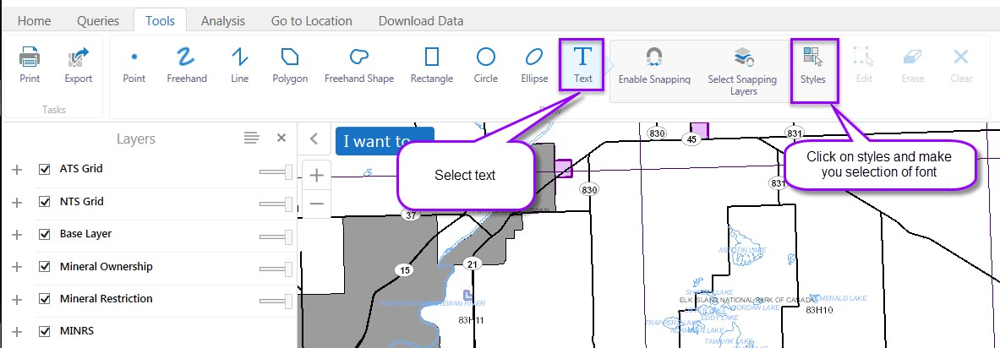 Home
Queries
Tools
Analysis
Go to Location
Download Data
Print
Export
Point
Freehand
Line
Polygon
Freehand Shape
Rectangle
Circle
Ellipse
Text
Enable Snapping
Select Snapping
Layers
Styles
Edit
Erase
Clear
Tasks
Layers
I want to
Select text
Click on styles and make
you selection of font
ATS Grid
NTS Grid
Base Layer
Mineral Ownership
Mineral Restriction
MINRS
830
45
831
830
831
37
15
21
83H11
83H10
NORTH SASKATCHEWAN RIVER
ASTOTIN LAKE
ELK ISLAND NATIONAL PARK OF CANADA
EMERALD LAKE
JORDAN LAKE
EDDY LAKE
TAWAYIK LAKE